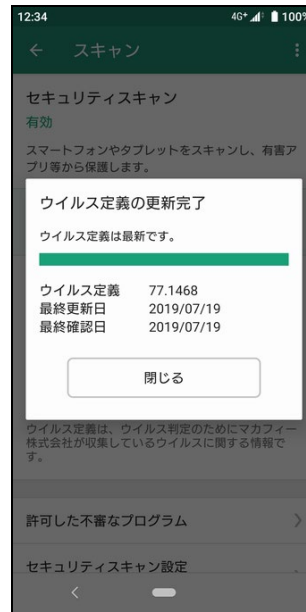 12:34
4G+ 100%
スキャン
セキュリティスキャン
有効
スマートフォンやタブレットをスキャンし、有害ア
プリ等から保護します。
ウイルス定義の更新完了
ウイルス定義は最新です。
ウイルス定義 77.1468
最終更新日 2019/07/19
最終確認日 2019/07/19
閉じる
ウイルス定義は、ウイルス判定のためにマカフィー
株式会社が収集しているウイルスに関する情報で
す。
許可した不審なプログラム
セキュリティスキャン設定